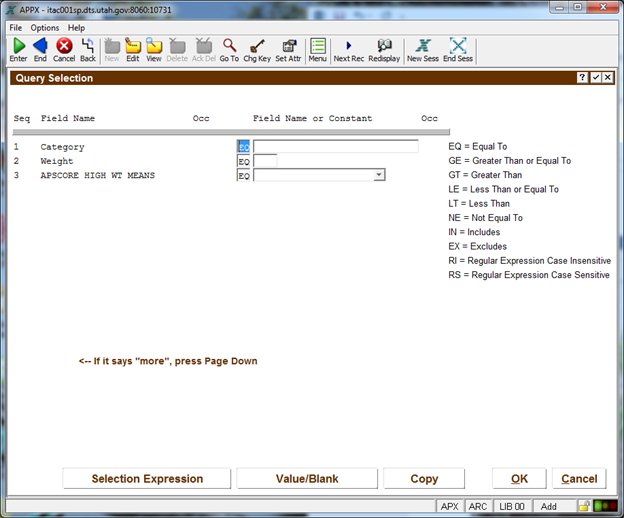 APPX - itac001sp.dts.utah.gov:8060:10731
File Options Help
Enter End Cancel Back New Edit View Delete Ack Del Go To Chg Key Set Attr Menu Next Rec Redisplay New Sess End Sess
Query Selection ?
Seq Field Name Occ Field Name or Constant Occ
1 Category EQ
2 Weight EQ
3 APSCORE HIGH WT MEANS EQ
EQ = Equal To
GE = Greater Than or Equal To
GT = Greater Than
LE = Less Than or Equal To
LT = Less Than
NE = Not Equal To
IN = Includes
EX = Excludes
RI = Regular Expression Case Insensitive
RS = Regular Expression Case Sensitive
<-- If it says "more", press Page Down
Selection Expression Value/Blank Copy OK Cancel
APX ARC LIB 00 Add